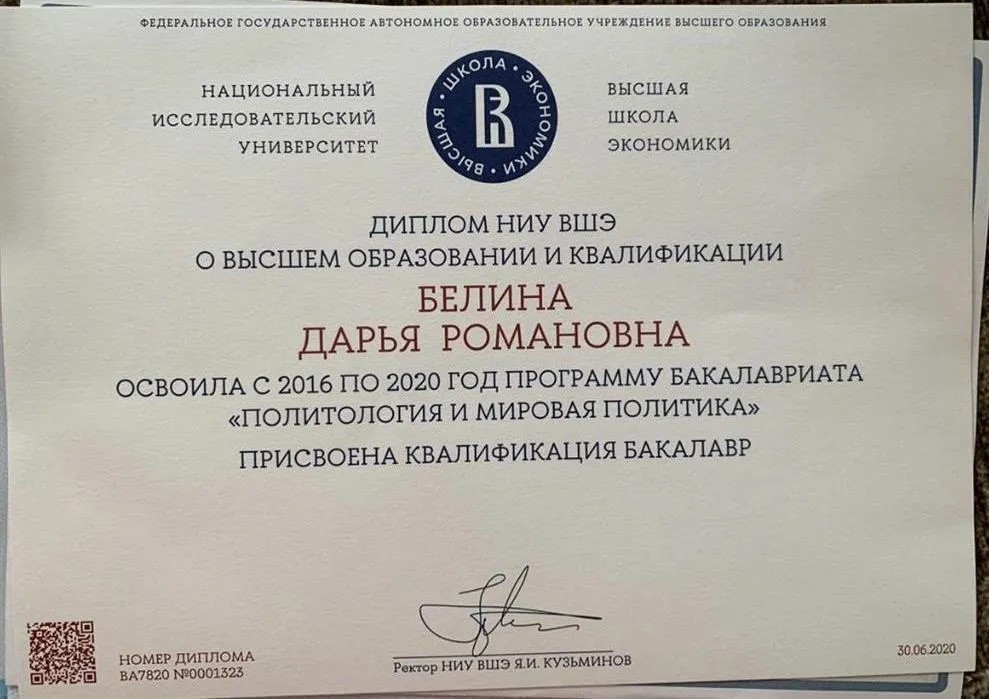 ФЕДЕРАЛЬНОЕ ГОСУДАРСТВЕННОЕ АВТОНОМНОЕ ОБРАЗОВАТЕЛЬНОЕ УЧРЕЖДЕНИЕ ВЫСШЕГО ОБРАЗОВАНИЯ
НАЦИОНАЛЬНЫЙ
ИССЛЕДОВАТЕЛЬСКИЙ
УНИВЕРСИТЕТ
ВЫСШАЯ • ШКОЛА • ЭКОНОМИКИ •
ВЫСШАЯ
ШКОЛА
ЭКОНОМИКИ
ДИПЛОМ НИУ ВШЭ
О ВЫСШЕМ ОБРАЗОВАНИИ И КВАЛИФИКАЦИИ
БЕЛИНА
ДАРЬЯ РОМАНОВНА
ОСВОИЛА С 2016 ПО 2020 ГОД ПРОГРАММУ БАКАЛАВРИАТА
«ПОЛИТОЛОГИЯ И МИРОВАЯ ПОЛИТИКА»
ПРИСВОЕНА КВАЛИФИКАЦИЯ БАКАЛАВР
НОМЕР ДИПЛОМА
ВА7820 №0001323
Ректор НИУ ВШЭ Я.И. КУЗЬМИНОВ
30.06.2020